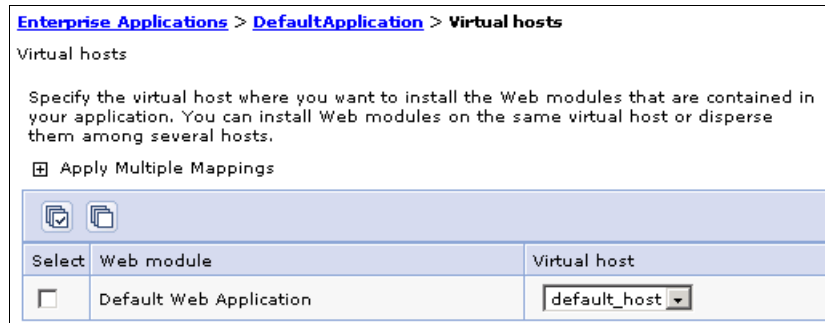 Enterprise Applications > DefaultApplication > Virtual hosts
Virtual hosts
Specify the virtual host where you want to install the Web modules that are contained in
your application. You can install Web modules on the same virtual host or disperse
them among several hosts.
Apply Multiple Mappings
Select Web module Virtual host
Default Web Application default_host